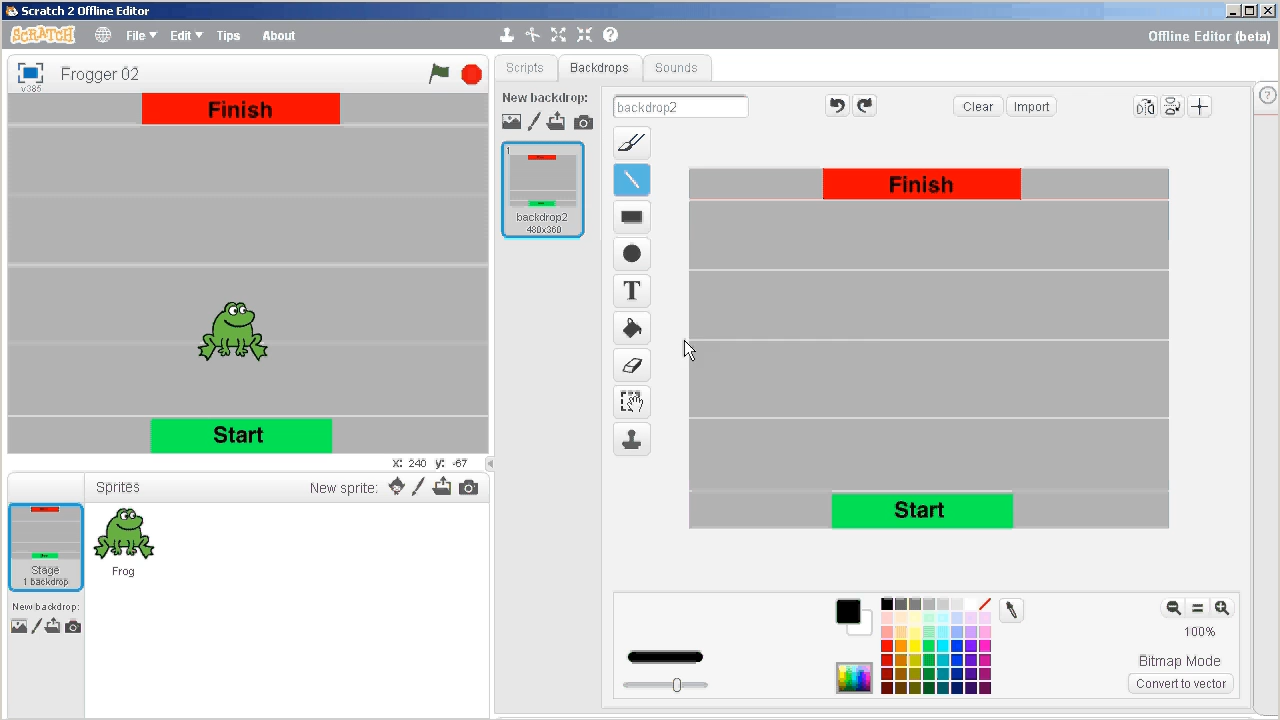 Scratch 2 Offline Editor
SCRATCH File Edit Tips About Offline Editor (beta)
v385 Frogger 02
Finish
Start
x: 240 y: -67
Sprites New sprite:
Stage
1 backdrop
New backdrop:
Frog
Scripts Backdrops Sounds
New backdrop:
1
backdrop2
480x360
backdrop2 Clear Import
T
Finish
Start
100%
Bitmap Mode
Convert to vector